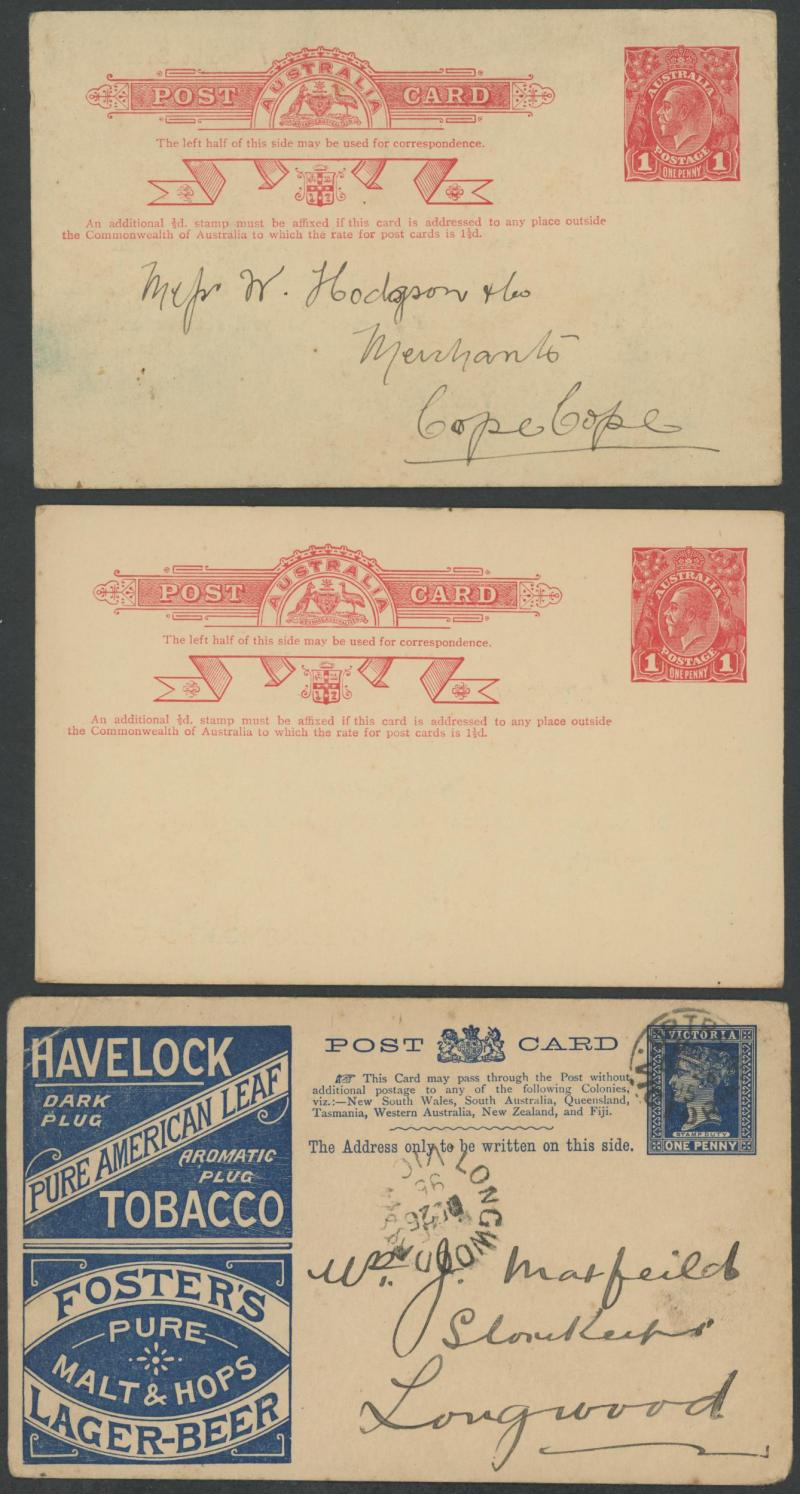 POST AUSTRALIA CARD
The left half of this side may be used for correspondence.
An additional ½d. stamp must be affixed if this card is addressed to any place outside
the Commonwealth of Australia to which the rate for post cards is 1½d.
AUSTRALIA
POSTAGE
1 ONE PENNY 1
Messrs W. Hodgson & Co
Merchants
Cope Cope
POST AUSTRALIA CARD
The left half of this side may be used for correspondence.
An additional ½d. stamp must be affixed if this card is addressed to any place outside
the Commonwealth of Australia to which the rate for post cards is 1½d.
AUSTRALIA
POSTAGE
1 ONE PENNY 1
HAVELOCK
DARK
PLUG
PURE AMERICAN LEAF
AROMATIC
PLUG
TOBACCO
FOSTER'S
PURE
MALT & HOPS
LAGER-BEER
POST CARD
This Card may pass through the Post without
additional postage to any of the following Colonies,
viz.:—New South Wales, South Australia, Queensland,
Tasmania, Western Australia, New Zealand, and Fiji.
The Address only to be written on this side.
VICTORIA
STAMP DUTY
ONE PENNY
LONGWOOD
VIC
96
DE 26
Mr. J. Marfeild
Storekeeper
Longwood